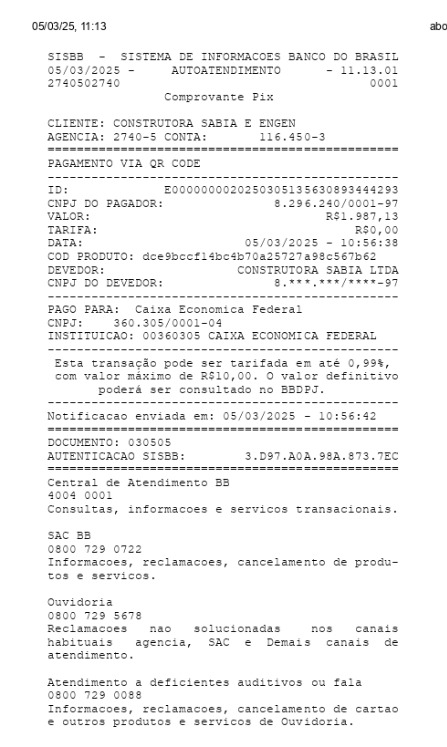 05/03/25, 11:13
abo
SISBB - SISTEMA DE INFORMACOES BANCO DO BRASIL
05/03/2025 - AUTOATENDIMENTO - 11.13.01
2740502740 0001
Comprovante Pix
CLIENTE: CONSTRUTORA SABIA E ENGEN
AGENCIA: 2740-5 CONTA: 116.450-3
================================================
PAGAMENTO VIA QR CODE
------------------------------------------------
ID: E0000000020250305135630893444293
CNPJ DO PAGADOR: 8.296.240/0001-97
VALOR: R$1.987,13
TARIFA: R$0,00
DATA: 05/03/2025 - 10:56:38
COD PRODUTO: dce9bccf14bc4b70a25727a98c567b62
DEVEDOR: CONSTRUTORA SABIA LTDA
CNPJ DO DEVEDOR: 8.***.***/****-97
------------------------------------------------
PAGO PARA: Caixa Economica Federal
CNPJ: 360.305/0001-04
INSTITUICAO: 00360305 CAIXA ECONOMICA FEDERAL
------------------------------------------------
Esta transação pode ser tarifada em até 0,99%,
com valor máximo de R$10,00. O valor definitivo
poderá ser consultado no BBDPJ.
------------------------------------------------
Notificacao enviada em: 05/03/2025 - 10:56:42
================================================
DOCUMENTO: 030505
AUTENTICACAO SISBB: 3.D97.A0A.98A.873.7EC
================================================
Central de Atendimento BB
4004 0001
Consultas, informacoes e servicos transacionais.
SAC BB
0800 729 0722
Informacoes, reclamacoes, cancelamento de produ-
tos e servicos.
Ouvidoria
0800 729 5678
Reclamacoes nao solucionadas nos canais
habituais agencia, SAC e Demais canais de
atendimento.
Atendimento a deficientes auditivos ou fala
0800 729 0088
Informacoes, reclamacoes, cancelamento de cartao
e outros produtos e servicos de Ouvidoria.